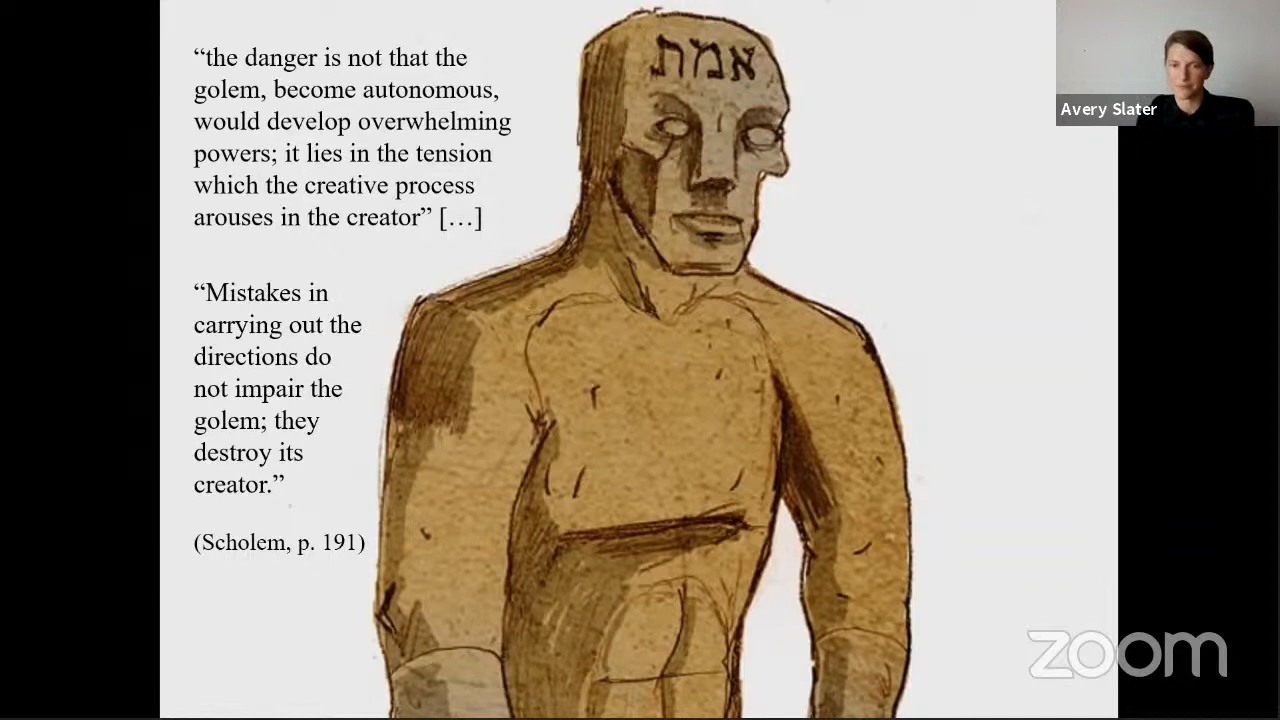 “the danger is not that the
golem, become autonomous,
would develop overwhelming
powers; it lies in the tension
which the creative process
arouses in the creator” […]
“Mistakes in
carrying out the
directions do
not impair the
golem; they
destroy its
creator.”
(Scholem, p. 191)
אמת
Avery Slater
zoom